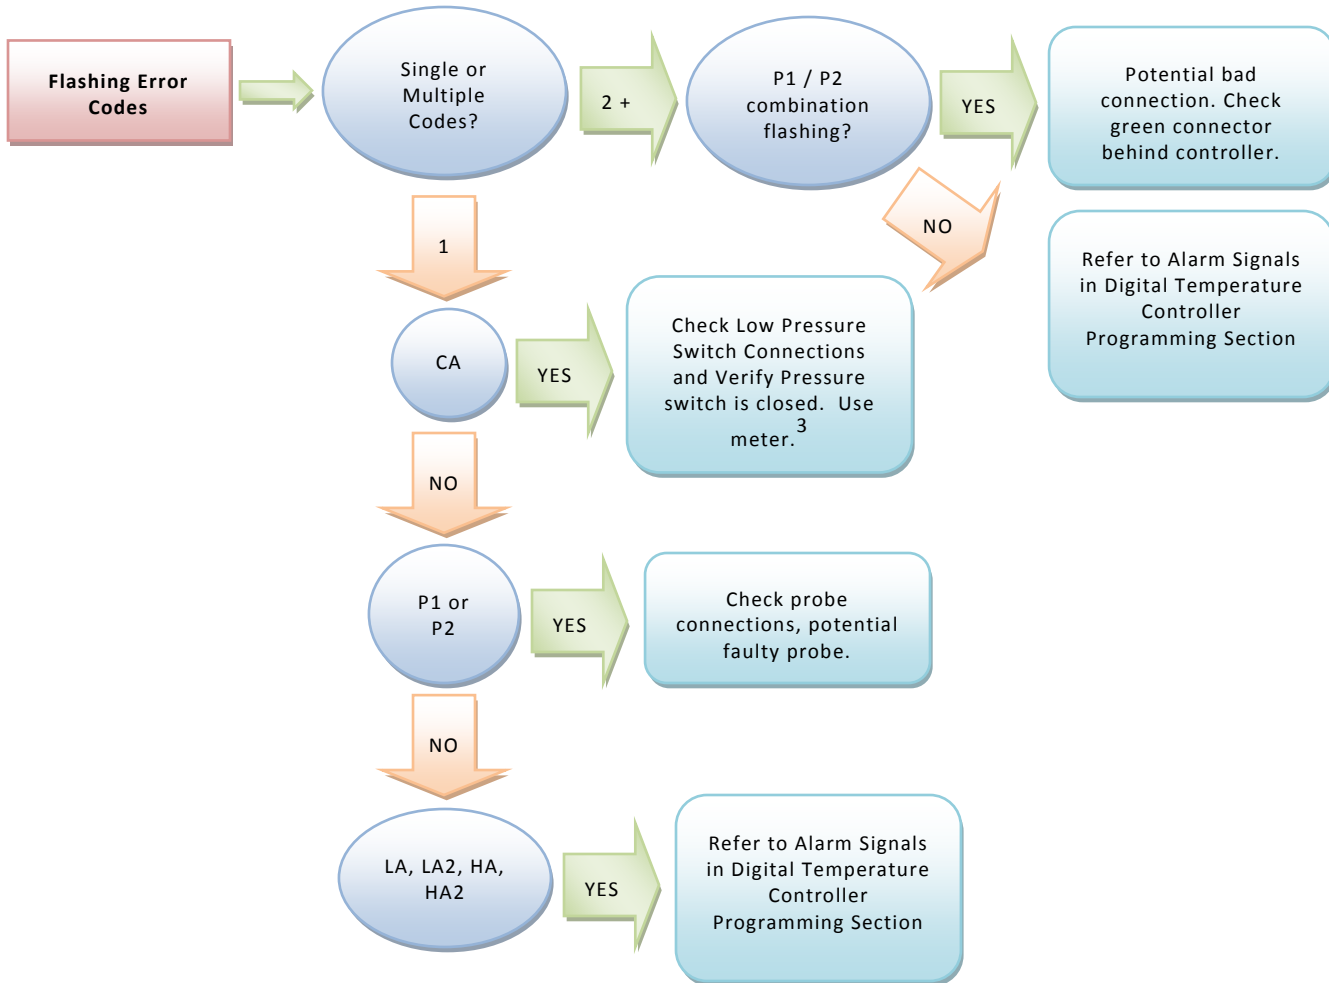 Flashing Error
Codes
Single or
Multiple
Codes?
2 +
P1 / P2
combination
flashing?
YES
Potential bad
connection. Check
green connector
behind controller.
NO
Refer to Alarm Signals
in Digital Temperature
Controller
Programming Section
1
CA
YES
Check Low Pressure
Switch Connections
and Verify Pressure
switch is closed.  Use
meter.3
NO
P1 or
P2
YES
Check probe
connections, potential
faulty probe.
NO
LA, LA2, HA,
HA2
YES
Refer to Alarm Signals
in Digital Temperature
Controller
Programming Section